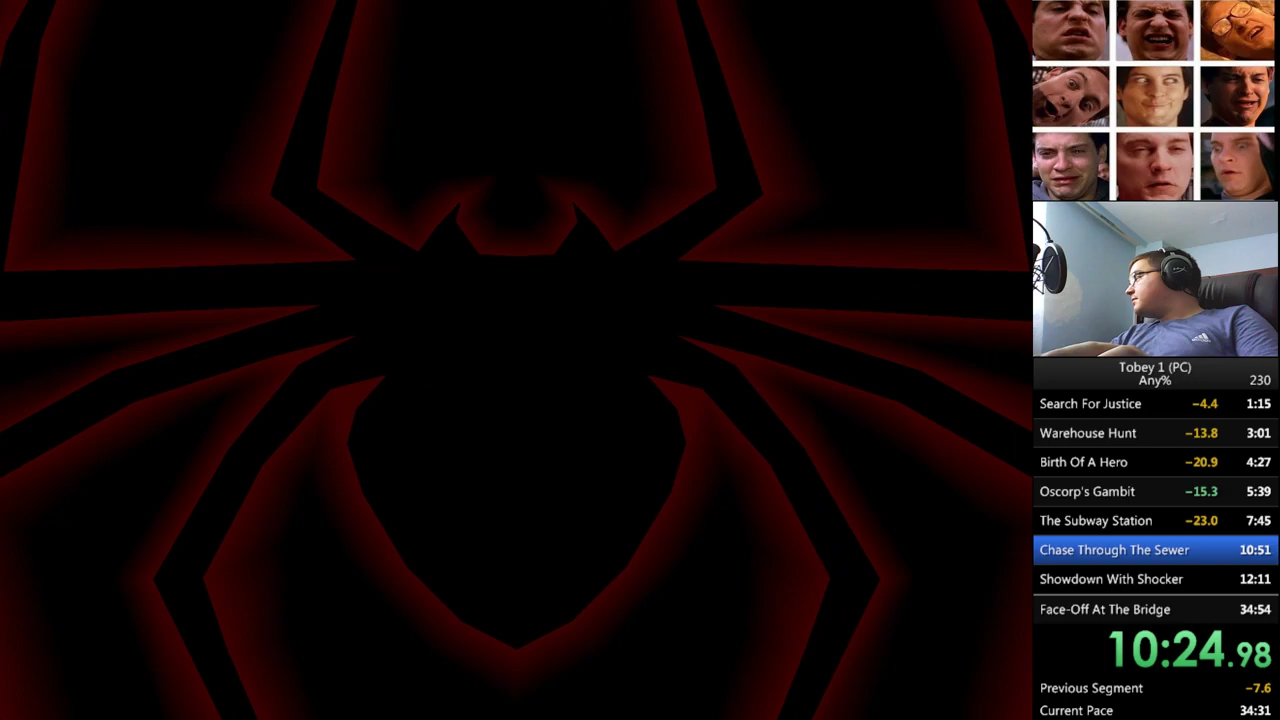 Tobey 1 (PC)
Any% 230
Search For Justice −4.4 1:15
Warehouse Hunt −13.8 3:01
Birth Of A Hero −20.9 4:27
Oscorp's Gambit −15.3 5:39
The Subway Station −23.0 7:45
Chase Through The Sewer 10:51
Showdown With Shocker 12:11
Face-Off At The Bridge 34:54
10:24.98
Previous Segment −7.6
Current Pace 34:31